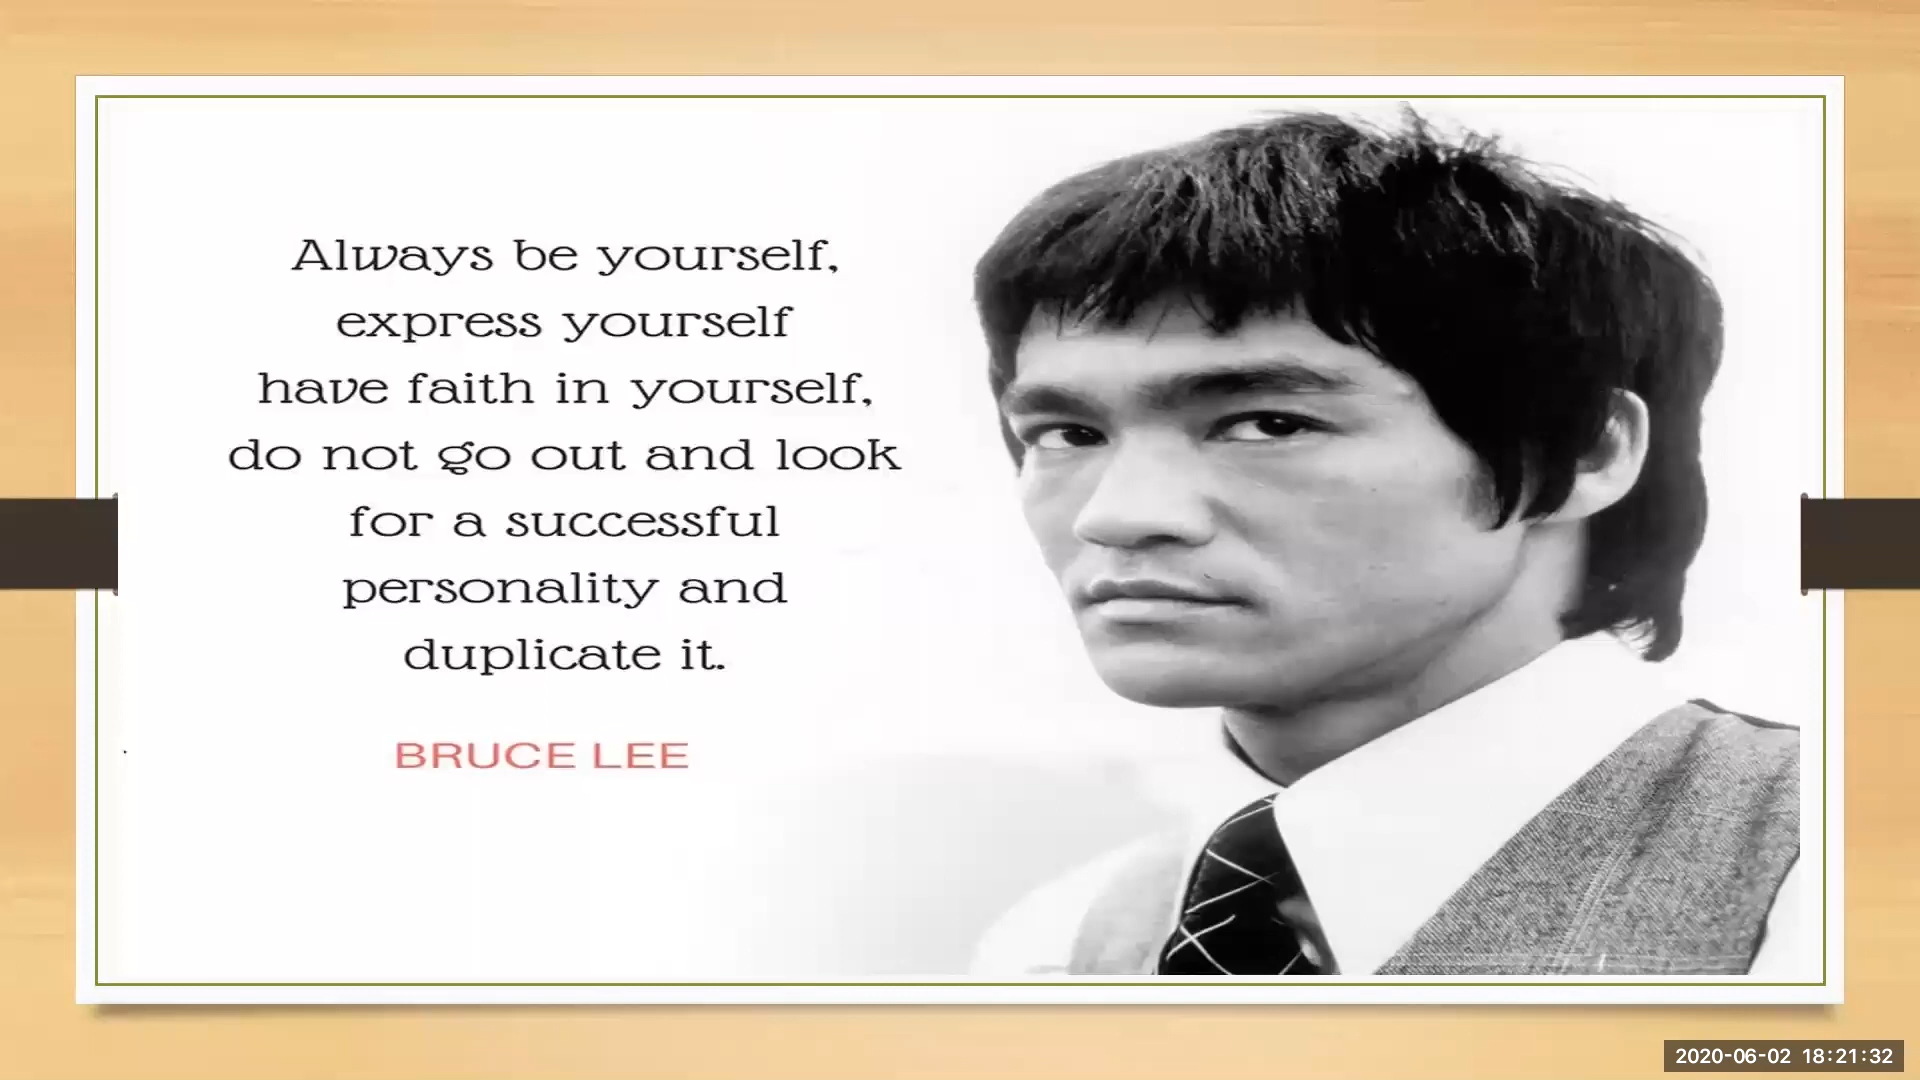 Always be yourself,
express yourself
have faith in yourself,
do not go out and look
for a successful
personality and
duplicate it.
BRUCE LEE
2020-06-02 18:21:32